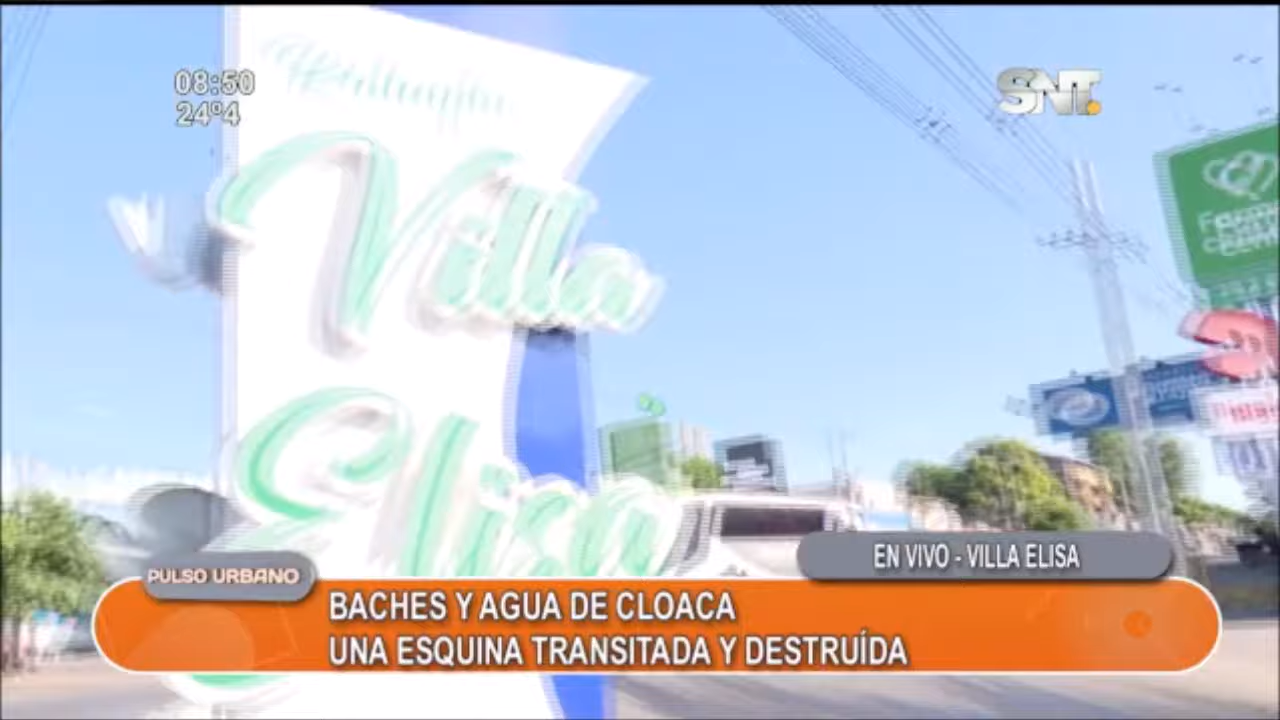 08:50
24º4
SNT.
Villa
Elisa
EN VIVO - VILLA ELISA
PULSO URBANO
BACHES Y AGUA DE CLOACA
UNA ESQUINA TRANSITADA Y DESTRUÍDA